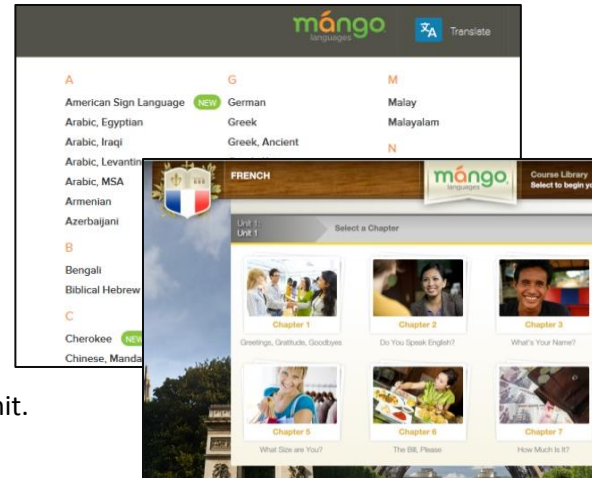 mango
languages
Translate
A
American Sign Language NEW
Arabic, Egyptian
Arabic, Iraqi
Arabic, Levantin
Arabic, MSA
Armenian
Azerbaijani
B
Bengali
Biblical Hebrew
C
Cherokee NEW
Chinese, Manda
G
German
Greek
Greek, Ancient
M
Malay
Malayalam
N
FRENCH
mango
languages
Course Library
Select to begin yo
Unit 1
Unit 1
Select a Chapter
Chapter 1
Greetings, Gratitude, Goodbyes
Chapter 2
Do You Speak English?
Chapter 3
What's Your Name?
Chapter 5
What Size are You?
Chapter 6
The Bill, Please
Chapter 7
How Much Is It?
nit.